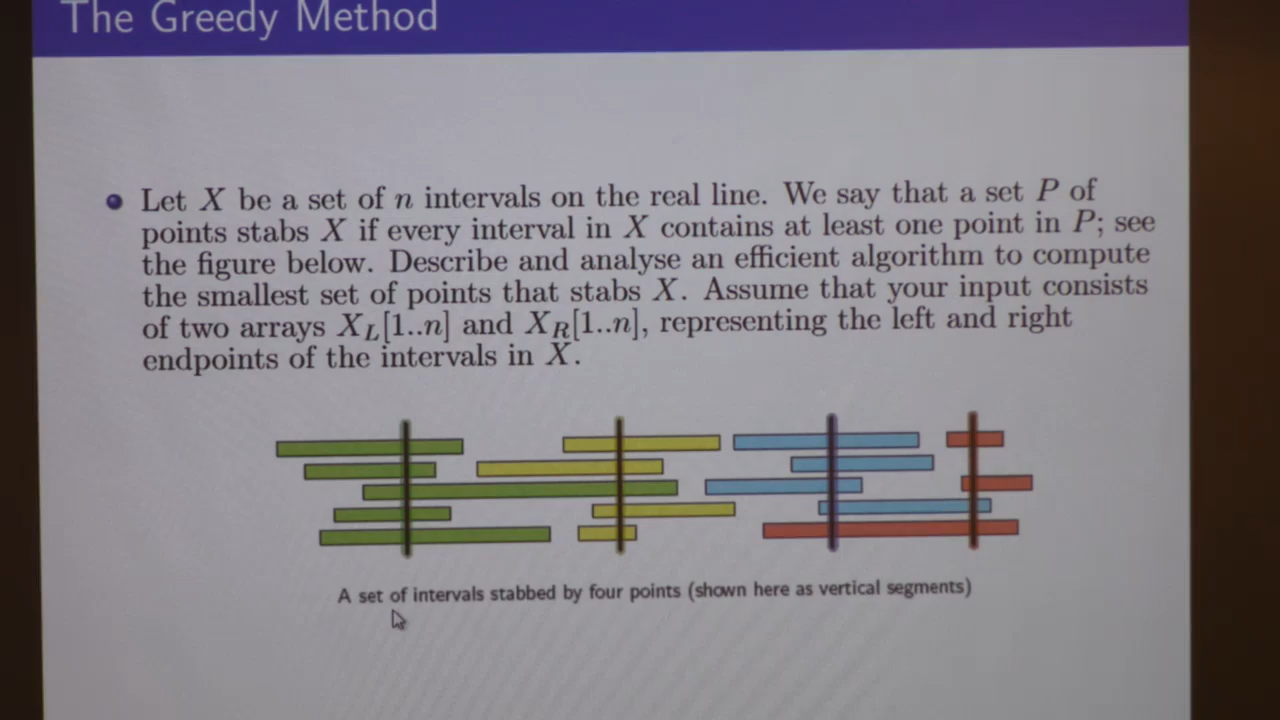 The Greedy Method
Let X be a set of n intervals on the real line. We say that a set P of
points stabs X if every interval in X contains at least one point in P; see
the figure below. Describe and analyse an efficient algorithm to compute
the smallest set of points that stabs X. Assume that your input consists
of two arrays X_L[1..n] and X_R[1..n], representing the left and right
endpoints of the intervals in X.
A set of intervals stabbed by four points (shown here as vertical segments)